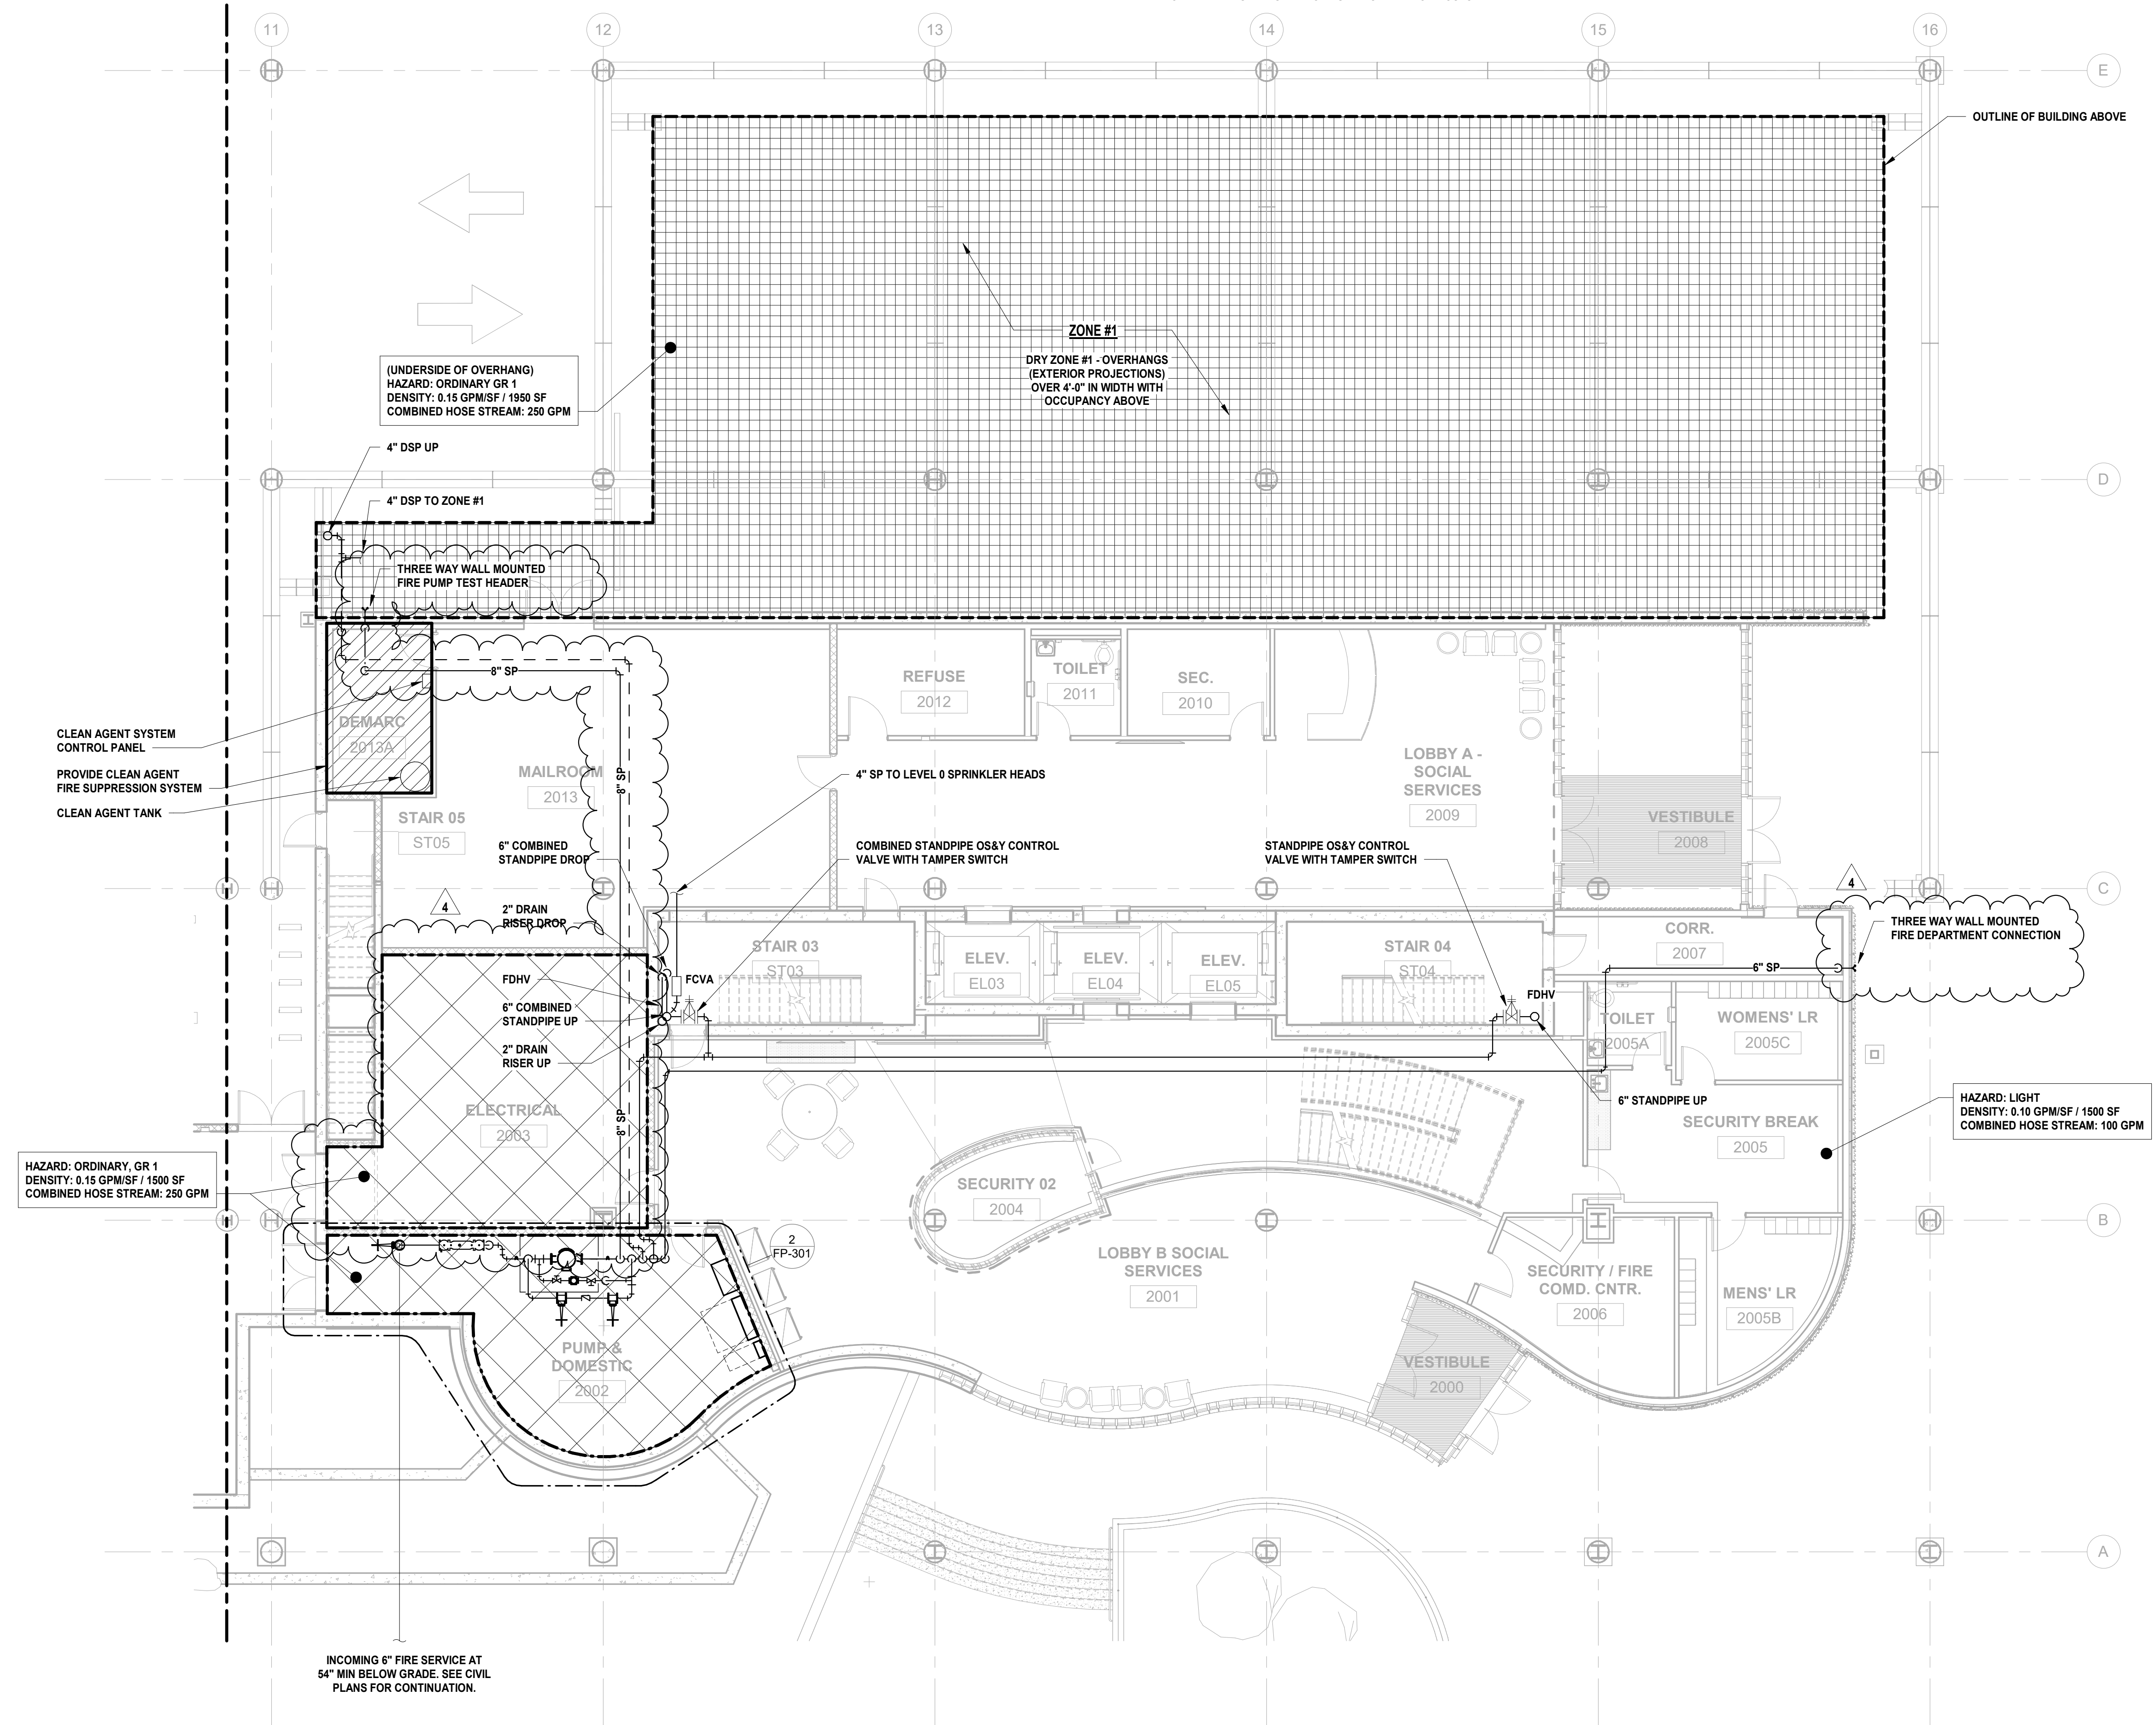 11
12
13
14
15
16
E
OUTLINE OF BUILDING ABOVE
ZONE #1
DRY ZONE #1 - OVERHANGS
(EXTERIOR PROJECTIONS)
OVER 4'-0" IN WIDTH WITH
OCCUPANCY ABOVE
(UNDERSIDE OF OVERHANG)
HAZARD: ORDINARY GR 1
DENSITY: 0.15 GPM/SF / 1950 SF
COMBINED HOSE STREAM: 250 GPM
4" DSP UP
D
4" DSP TO ZONE #1
THREE WAY WALL MOUNTED
FIRE PUMP TEST HEADER
8" SP
REFUSE
2012
TOILET
2011
SEC.
2010
DEMARC
2013A
CLEAN AGENT SYSTEM
CONTROL PANEL
PROVIDE CLEAN AGENT
FIRE SUPPRESSION SYSTEM
CLEAN AGENT TANK
MAILROOM
2013
8" SP
4" SP TO LEVEL 0 SPRINKLER HEADS
LOBBY A -
SOCIAL
SERVICES
2009
VESTIBULE
2008
STAIR 05
ST05
6" COMBINED
STANDPIPE DROP
COMBINED STANDPIPE OS&Y CONTROL
VALVE WITH TAMPER SWITCH
STANDPIPE OS&Y CONTROL
VALVE WITH TAMPER SWITCH
C
4
4
2" DRAIN
RISER DROP
THREE WAY WALL MOUNTED
FIRE DEPARTMENT CONNECTION
STAIR 03
ST03
ELEV.
EL03
ELEV.
EL04
ELEV.
EL05
STAIR 04
ST04
CORR.
2007
6" SP
FDHV
FCVA
FDHV
6" COMBINED
STANDPIPE UP
2" DRAIN
RISER UP
TOILET
2005A
WOMENS' LR
2005C
6" STANDPIPE UP
HAZARD: LIGHT
DENSITY: 0.10 GPM/SF / 1500 SF
COMBINED HOSE STREAM: 100 GPM
ELECTRICAL
2003
8" SP
SECURITY BREAK
2005
HAZARD: ORDINARY, GR 1
DENSITY: 0.15 GPM/SF / 1500 SF
COMBINED HOSE STREAM: 250 GPM
SECURITY 02
2004
B
2
FP-301
LOBBY B SOCIAL
SERVICES
2001
SECURITY / FIRE
COMD. CNTR.
2006
MENS' LR
2005B
PUMP &
DOMESTIC
2002
VESTIBULE
2000
A
INCOMING 6" FIRE SERVICE AT
54" MIN BELOW GRADE. SEE CIVIL
PLANS FOR CONTINUATION.